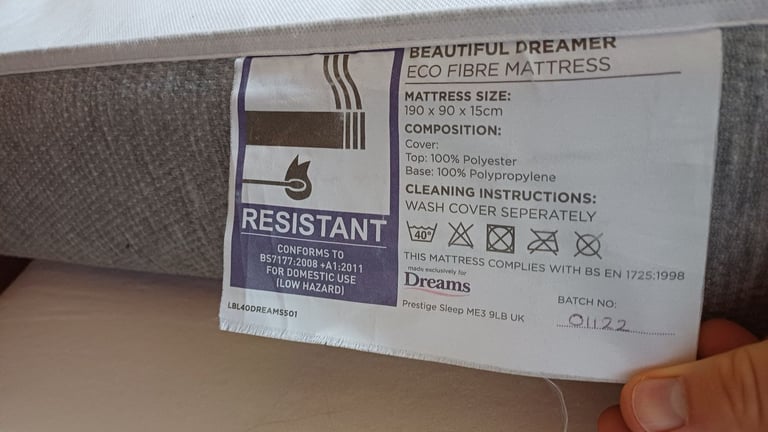 BEAUTIFUL DREAMER
ECO FIBRE MATTRESS
MATTRESS SIZE:
190 x 90 x 15cm
COMPOSITION:
Cover:
Top: 100% Polyester
Base: 100% Polypropylene
CLEANING INSTRUCTIONS:
WASH COVER SEPERATELY
40°
THIS MATTRESS COMPLIES WITH BS EN 1725:1998
made exclusively for
Dreams
Prestige Sleep ME3 9LB UK
BATCH NO:
01122
RESISTANT
CONFORMS TO
BS7177:2008 +A1:2011
FOR DOMESTIC USE
(LOW HAZARD)
LBL40DREAMS501